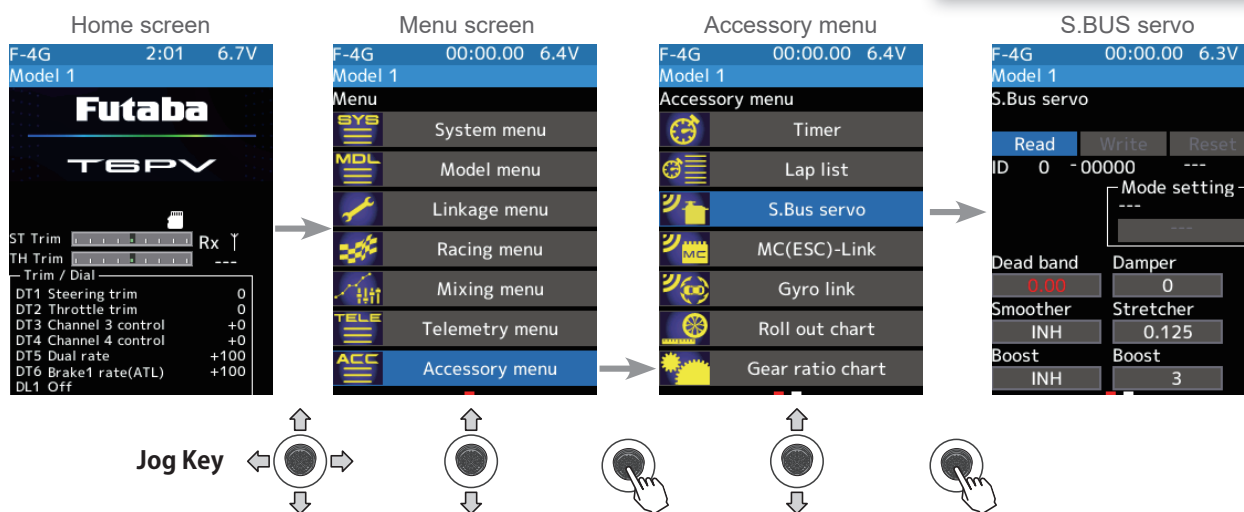 Home screen
F-4G 2:01 6.7V
Model 1
Futaba
T6PV
ST Trim Rx
TH Trim ---
Trim / Dial
DT1 Steering trim 0
DT2 Throttle trim 0
DT3 Channel 3 control +0
DT4 Channel 4 control +0
DT5 Dual rate +100
DT6 Brake1 rate(ATL) +100
DL1 Off
Menu screen
F-4G 00:00.00 6.4V
Model 1
Menu
SYS System menu
MDL Model menu
Linkage menu
Racing menu
Mixing menu
TELE Telemetry menu
ACC Accessory menu
Accessory menu
F-4G 00:00.00 6.4V
Model 1
Accessory menu
Timer
Lap list
S.Bus servo
MC MC(ESC)-Link
Gyro link
Roll out chart
Gear ratio chart
S.BUS servo
F-4G 00:00.00 6.3V
Model 1
S.Bus servo
Read Write Reset
ID 0 - 00000 ---
Mode setting
---
---
Dead band Damper
0.00 0
Smoother Stretcher
INH 0.125
Boost Boost
INH 3
Jog Key